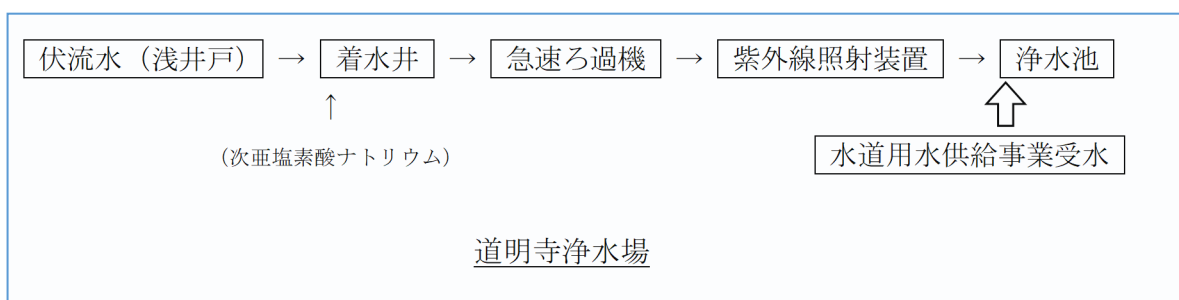 伏流水（浅井戸） → 着水井 → 急速ろ過機 → 紫外線照射装置 → 浄水池
↑
水道用水供給事業受水
（次亜塩素酸ナトリウム）
道明寺浄水場